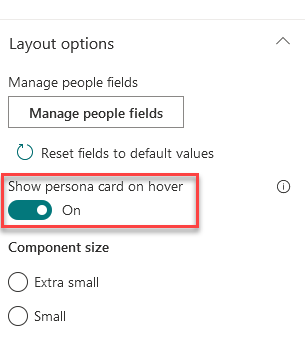 Layout options
Manage people fields
Manage people fields
Reset fields to default values
Show persona card on hover
On
Component size
Extra small
Small